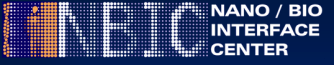 NBIC
NANO / BIO
INTERFACE
CENTER